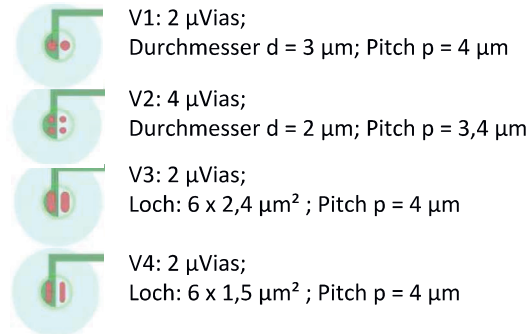 V1: 2 µVias;
Durchmesser d = 3 µm; Pitch p = 4 µm
V2: 4 µVias;
Durchmesser d = 2 µm; Pitch p = 3,4 µm
V3: 2 µVias;
Loch: 6 x 2,4 µm² ; Pitch p = 4 µm
V4: 2 µVias;
Loch: 6 x 1,5 µm² ; Pitch p = 4 µm